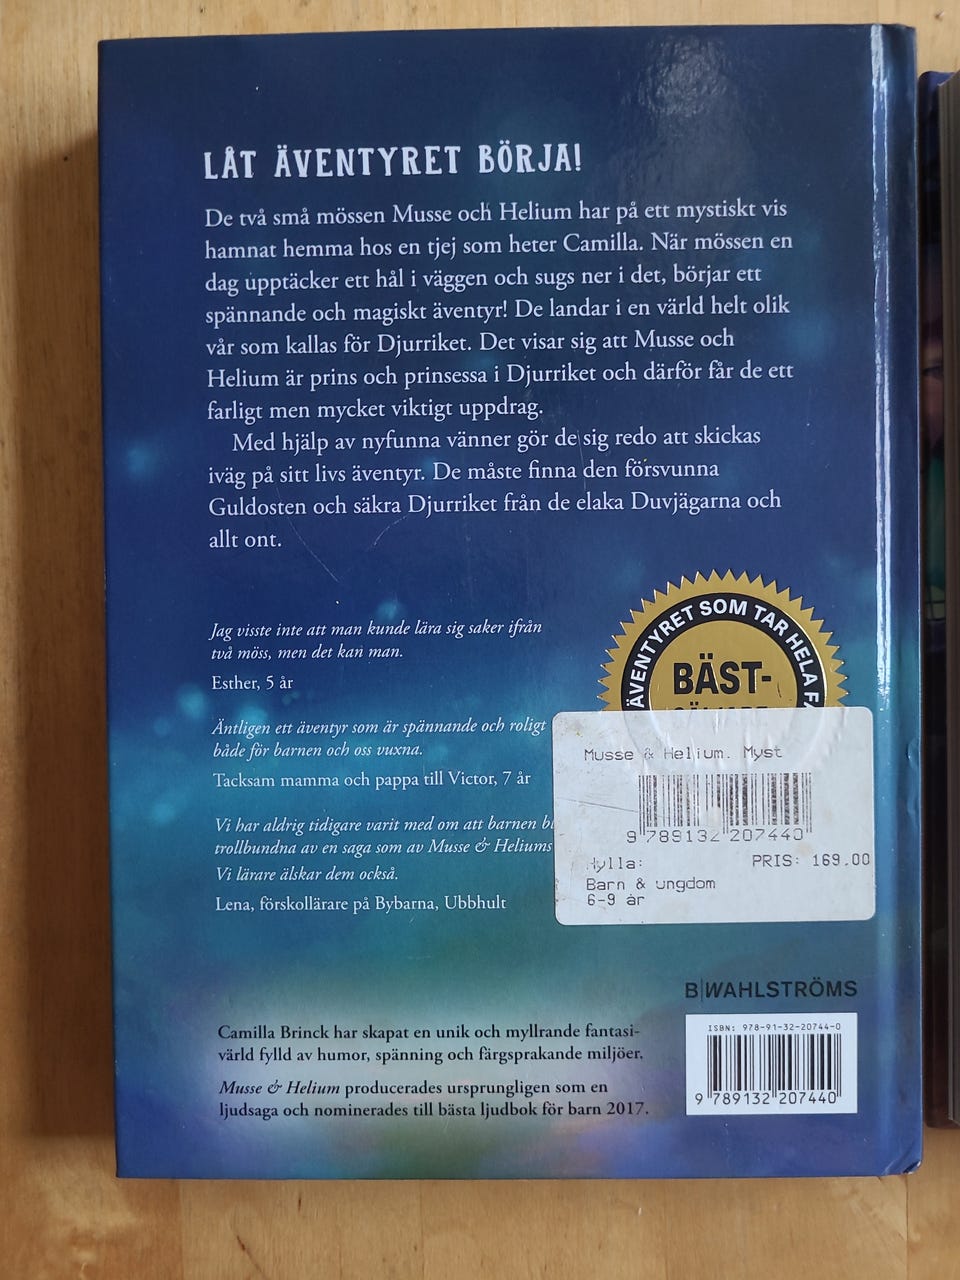 LÅT ÄVENTYRET BÖRJA!
De två små mössen Musse och Helium har på ett mystiskt vis
hamnat hemma hos en tjej som heter Camilla. När mössen en
dag upptäcker ett hål i väggen och sugs ner i det, börjar ett
spännande och magiskt äventyr! De landar i en värld helt olik
vår som kallas för Djurriket. Det visar sig att Musse och
Helium är prins och prinsessa i Djurriket och därför får de ett
farligt men mycket viktigt uppdrag.
Med hjälp av nyfunna vänner gör de sig redo att skickas
iväg på sitt livs äventyr. De måste finna den försvunna
Guldosten och säkra Djurriket från de elaka Duvjägarna och
allt ont.
Jag visste inte att man kunde lära sig saker ifrån
två möss, men det kan man.
Esther, 5 år
ÄVENTYRET SOM TAR HELA
BÄST-
Äntligen ett äventyr som är spännande och roligt
både för barnen och oss vuxna.
Tacksam mamma och pappa till Victor, 7 år
Vi har aldrig tidigare varit med om att barnen
trollbundna av en saga som av Musse & Heliums
Vi lärare älskar dem också.
Lena, förskollärare på Bybarna, Ubbhult
Musse & Helium. Myst
9 789132 207440
Hylla: PRIS: 169.00
Barn & ungdom
6-9 år
B WAHLSTRÖMS
ISBN: 978-91-32-20744-0
9 789132 207440
Camilla Brinck har skapat en unik och myllrande fantasi-
värld fylld av humor, spänning och färgsprakande miljöer.
Musse & Helium producerades ursprungligen som en
ljudsaga och nominerades till bästa ljudbok för barn 2017.